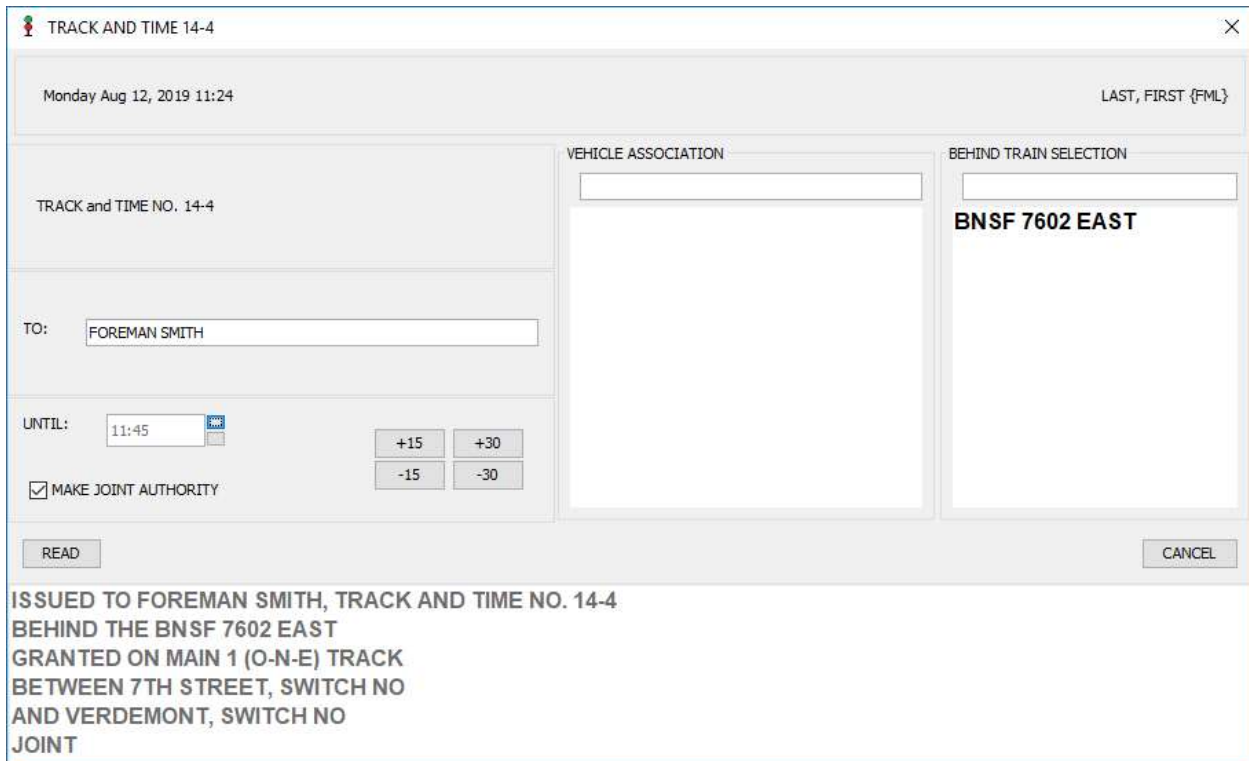 TRACK AND TIME 14-4
Monday Aug 12, 2019 11:24
LAST, FIRST {FML}
TRACK and TIME NO. 14-4
TO:
FOREMAN SMITH
UNTIL:
11:45
+15
+30
-15
-30
MAKE JOINT AUTHORITY
VEHICLE ASSOCIATION
BEHIND TRAIN SELECTION
BNSF 7602 EAST
READ
CANCEL
ISSUED TO FOREMAN SMITH, TRACK AND TIME NO. 14-4
BEHIND THE BNSF 7602 EAST
GRANTED ON MAIN 1 (O-N-E) TRACK
BETWEEN 7TH STREET, SWITCH NO
AND VERDEMONT, SWITCH NO
JOINT